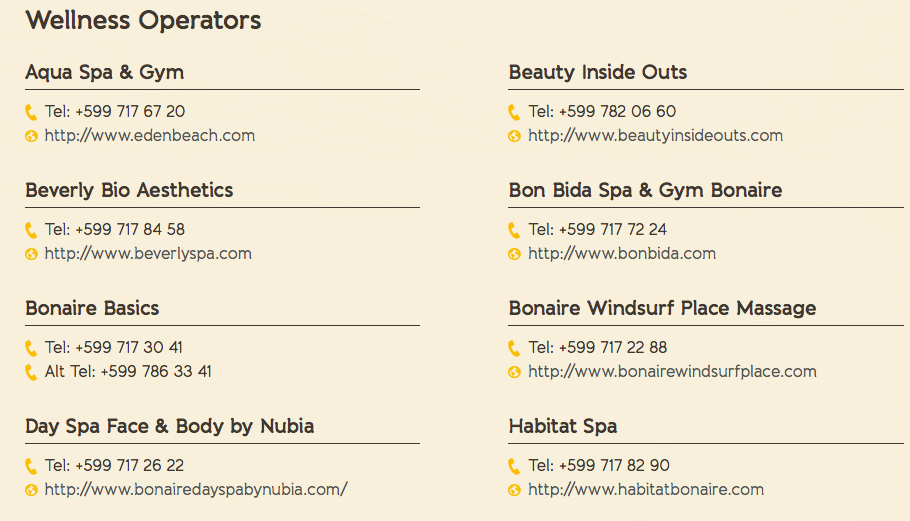 Wellness Operators
Aqua Spa & Gym
Tel: +599 717 67 20
http://www.edenbeach.com
Beauty Inside Outs
Tel: +599 782 06 60
http://www.beautyinsideouts.com
Beverly Bio Aesthetics
Tel: +599 717 84 58
http://www.beverlyspa.com
Bon Bida Spa & Gym Bonaire
Tel: +599 717 72 24
http://www.bonbida.com
Bonaire Basics
Tel: +599 717 30 41
Alt Tel: +599 786 33 41
Bonaire Windsurf Place Massage
Tel: +599 717 22 88
http://www.bonairewindsurfplace.com
Day Spa Face & Body by Nubia
Tel: +599 717 26 22
http://www.bonairedayspabynubia.com/
Habitat Spa
Tel: +599 717 82 90
http://www.habitatbonaire.com